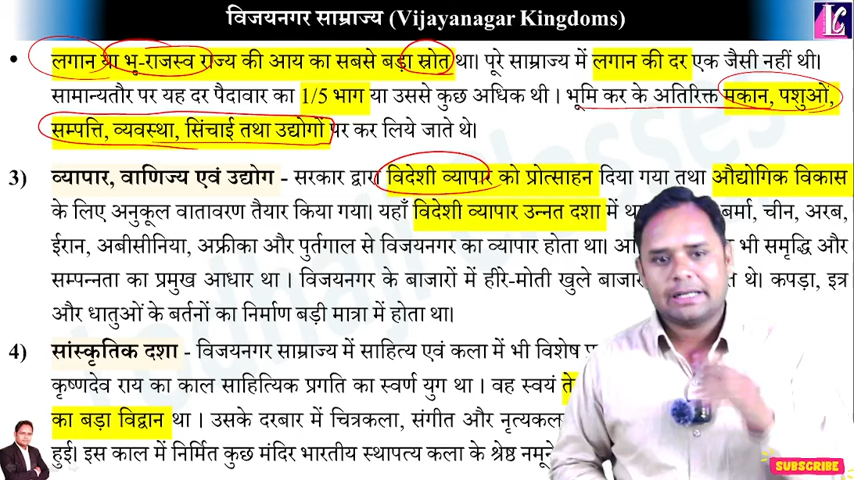 विजयनगर साम्राज्य (Vijayanagar Kingdoms)
LC
• लगान या भू-राजस्व राज्य की आय का सबसे बड़ा स्रोत था। पूरे साम्राज्य में लगान की दर एक जैसी नहीं थी।
सामान्यतौर पर यह दर पैदावार का 1/5 भाग या उससे कुछ अधिक थी । भूमि कर के अतिरिक्त मकान, पशुओं,
सम्पत्ति, व्यवस्था, सिंचाई तथा उद्योगों पर कर लिये जाते थे।
3) व्यापार, वाणिज्य एवं उद्योग - सरकार द्वारा विदेशी व्यापार को प्रोत्साहन दिया गया तथा औद्योगिक विकास
के लिए अनुकूल वातावरण तैयार किया गया। यहाँ विदेशी व्यापार उन्नत दशा में बर्मा, चीन, अरब,
ईरान, अबीसीनिया, अफ्रीका और पुर्तगाल से विजयनगर का व्यापार होता था। भी समृद्धि और
सम्पन्नता का प्रमुख आधार था । विजयनगर के बाजारों में हीरे-मोती खुले बाजार थे। कपड़ा, इत्र
और धातुओं के बर्तनों का निर्माण बड़ी मात्रा में होता था।
4) सांस्कृतिक दशा - विजयनगर साम्राज्य में साहित्य एवं कला में भी विशेष
कृष्णदेव राय का काल साहित्यिक प्रगति का स्वर्ण युग था । वह स्वयं
का बड़ा विद्वान था । उसके दरबार में चित्रकला, संगीत और नृत्यकल
हुई। इस काल में निर्मित कुछ मंदिर भारतीय स्थापत्य कला के श्रेष्ठ नमूने
SUBSCRIBE